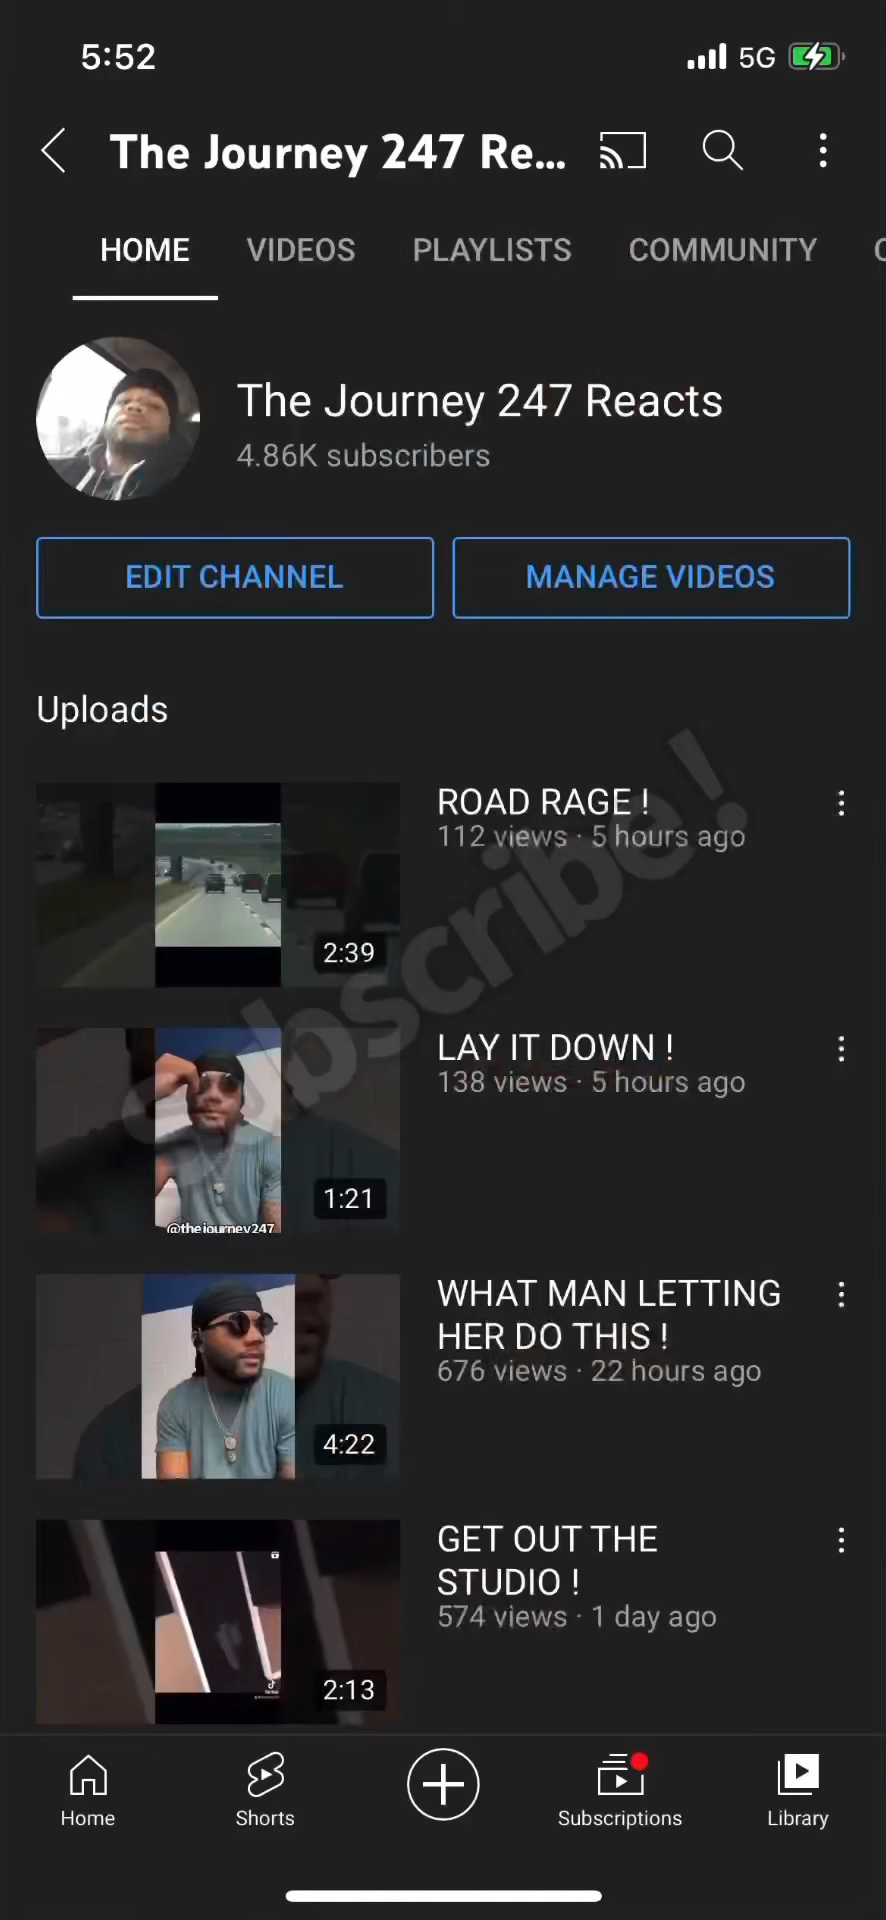 5:52
5G
The Journey 247 Re...
HOME VIDEOS PLAYLISTS COMMUNITY
The Journey 247 Reacts
4.86K subscribers
EDIT CHANNEL
MANAGE VIDEOS
Uploads
Subscribe!
ROAD RAGE !
112 views · 5 hours ago
2:39
LAY IT DOWN !
138 views · 5 hours ago
1:21
@thejourney247
WHAT MAN LETTING
HER DO THIS !
676 views · 22 hours ago
4:22
GET OUT THE
STUDIO !
574 views · 1 day ago
2:13
Home
Shorts
Subscriptions
Library